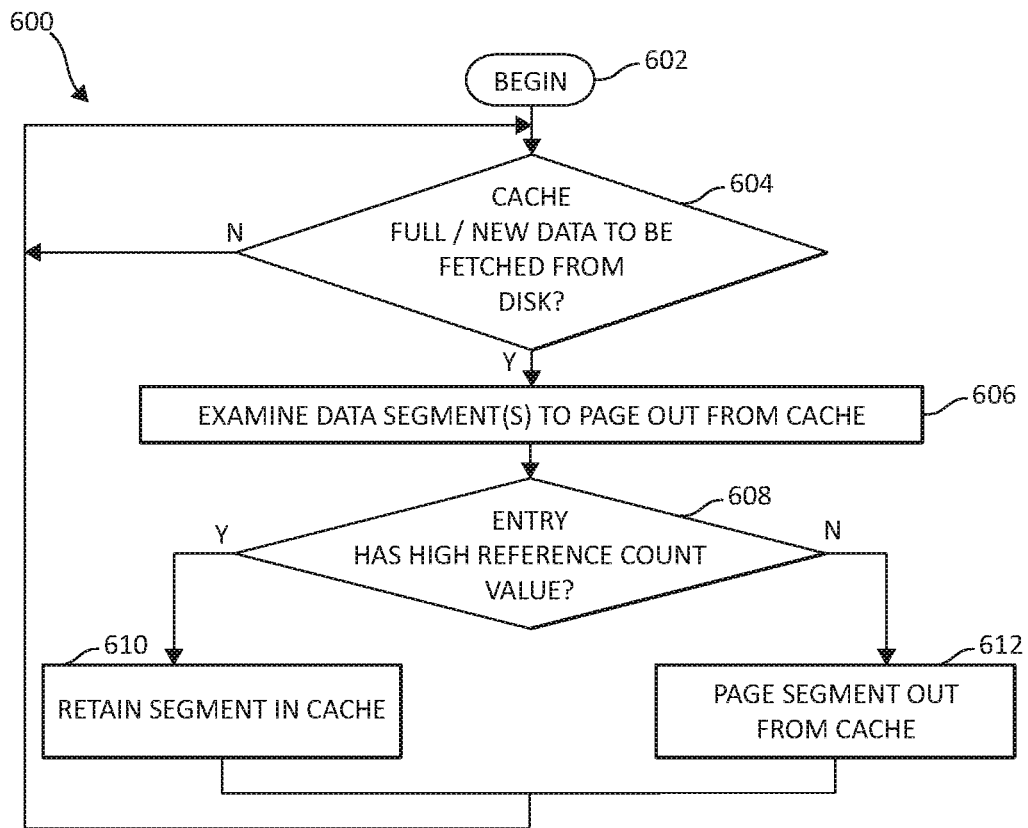 600
602
BEGIN
604
CACHE
FULL / NEW DATA TO BE
FETCHED FROM
DISK?
N
Y
EXAMINE DATA SEGMENT(S) TO PAGE OUT FROM CACHE
606
608
ENTRY
HAS HIGH REFERENCE COUNT
VALUE?
Y
N
610
RETAIN SEGMENT IN CACHE
612
PAGE SEGMENT OUT
FROM CACHE